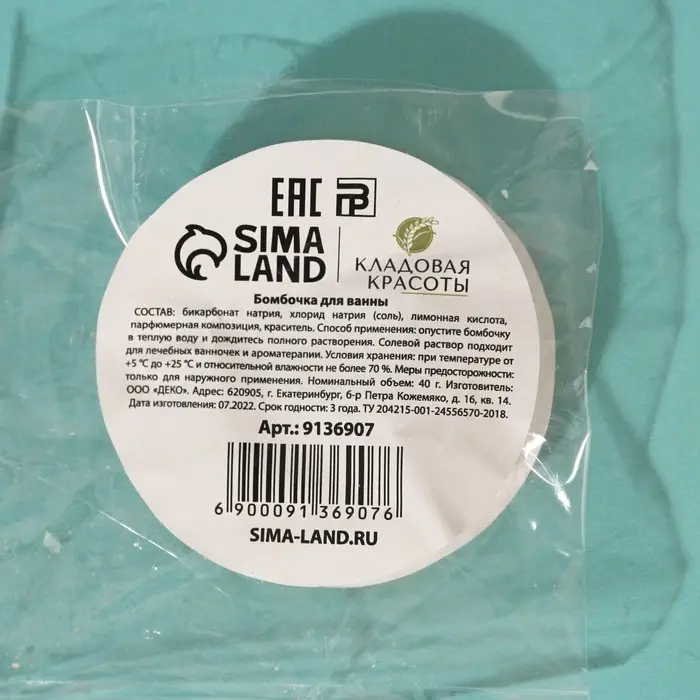 EAC
SIMA
LAND
КЛАДОВАЯ
КРАСОТЫ
Бомбочка для ванны
СОСТАВ: бикарбонат натрия, хлорид натрия (соль), лимонная кислота,
парфюмерная композиция, краситель. Способ применения: опустите бомбочку
в теплую воду и дождитесь полного растворения. Солевой раствор подходит
для лечебных ванночек и ароматерапии. Условия хранения: при температуре от
+5 °С до +25 °С и относительной влажности не более 70 %. Меры предосторожности:
только для наружного применения. Номинальный объем: 40 г. Изготовитель:
ООО «ДЕКО». Адрес: 620905, г. Екатеринбург, б-р Петра Кожемяко, д. 16, кв. 14.
Дата изготовления: 07.2022. Срок годности: 3 года. ТУ 204215-001-24556570-2018.
Арт.: 9136907
6 900091 369076
SIMA-LAND.RU